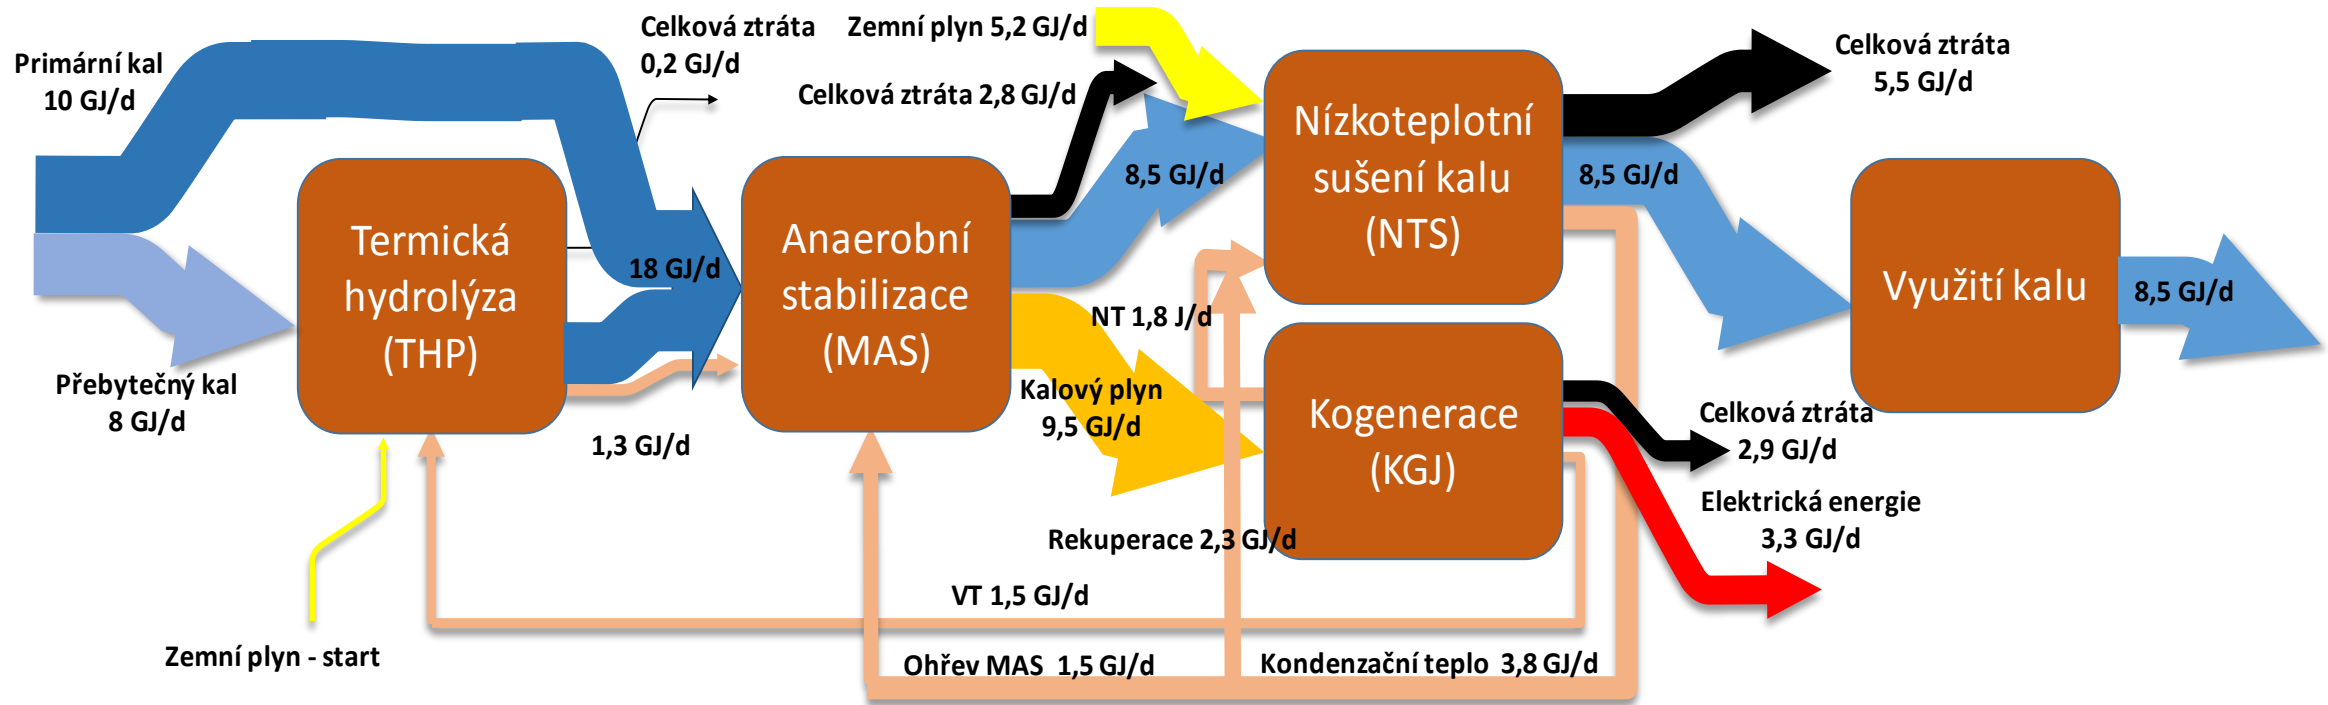 Primární kal
10 GJ/d
Celková ztráta
0,2 GJ/d
Zemní plyn 5,2 GJ/d
Celková ztráta 2,8 GJ/d
Celková ztráta
5,5 GJ/d
Přebytečný kal
8 GJ/d
Termická
hydrolýza
(THP)
18 GJ/d
1,3 GJ/d
Anaerobní
stabilizace
(MAS)
8,5 GJ/d
Nízkoteplotní
sušení kalu
(NTS)
8,5 GJ/d
Využití kalu
8,5 GJ/d
NT 1,8 J/d
Kalový plyn
9,5 GJ/d
Kogenerace
(KGJ)
Celková ztráta
2,9 GJ/d
Elektrická energie
3,3 GJ/d
Rekuperace 2,3 GJ/d
VT 1,5 GJ/d
Zemní plyn - start
Ohřev MAS 1,5 GJ/d
Kondenzační teplo 3,8 GJ/d